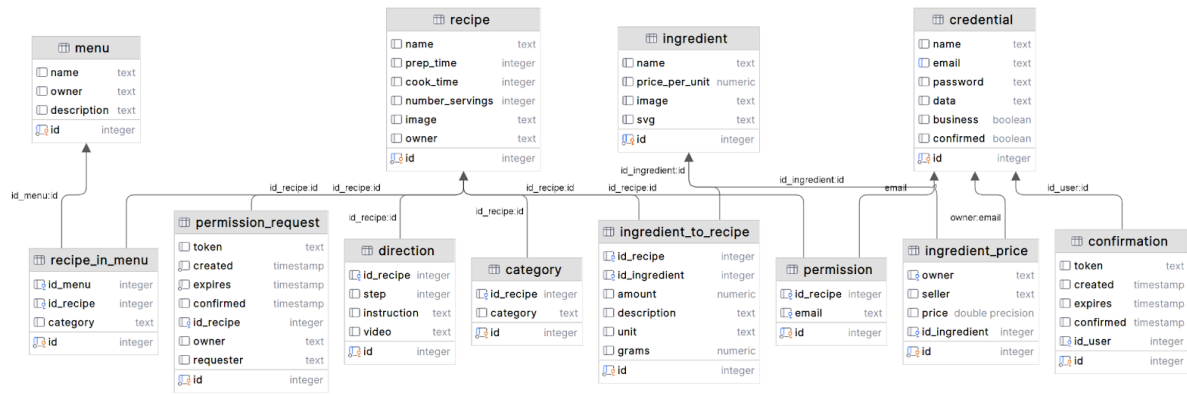 menu
name text
owner text
description text
id integer
recipe
name text
prep_time integer
cook_time integer
number_servings integer
image text
owner text
id integer
ingredient
name text
price_per_unit numeric
image text
svg text
id integer
credential
name text
email text
password text
data text
business boolean
confirmed boolean
id integer
id_menu:id
id_recipe:id
id_recipe:id
id_recipe:id
id_recipe:id
id_recipe:id
id_recipe:id
id_ingredient:id
id_ingredient:id
email
owner:email
id_user:id
recipe_in_menu
id_menu integer
id_recipe integer
category text
id integer
permission_request
token text
created timestamp
expires timestamp
confirmed timestamp
id_recipe integer
owner text
requester text
id integer
direction
id_recipe integer
step integer
instruction text
video text
id integer
category
id_recipe integer
category text
id integer
ingredient_to_recipe
id_recipe integer
id_ingredient integer
amount numeric
description text
unit text
grams numeric
id integer
permission
id_recipe integer
email text
id integer
ingredient_price
owner text
seller text
price double precision
id_ingredient integer
id integer
confirmation
token text
created timestamp
expires timestamp
confirmed timestamp
id_user integer
id integer